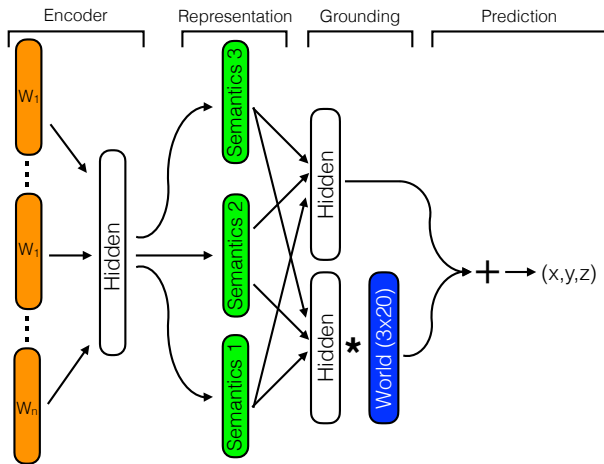 Encoder
Representation
Grounding
Prediction
W₁
W₁
Wₙ
Hidden
Semantics 3
Semantics 2
Semantics 1
Hidden
Hidden
*
World (3x20)
+
(x,y,z)